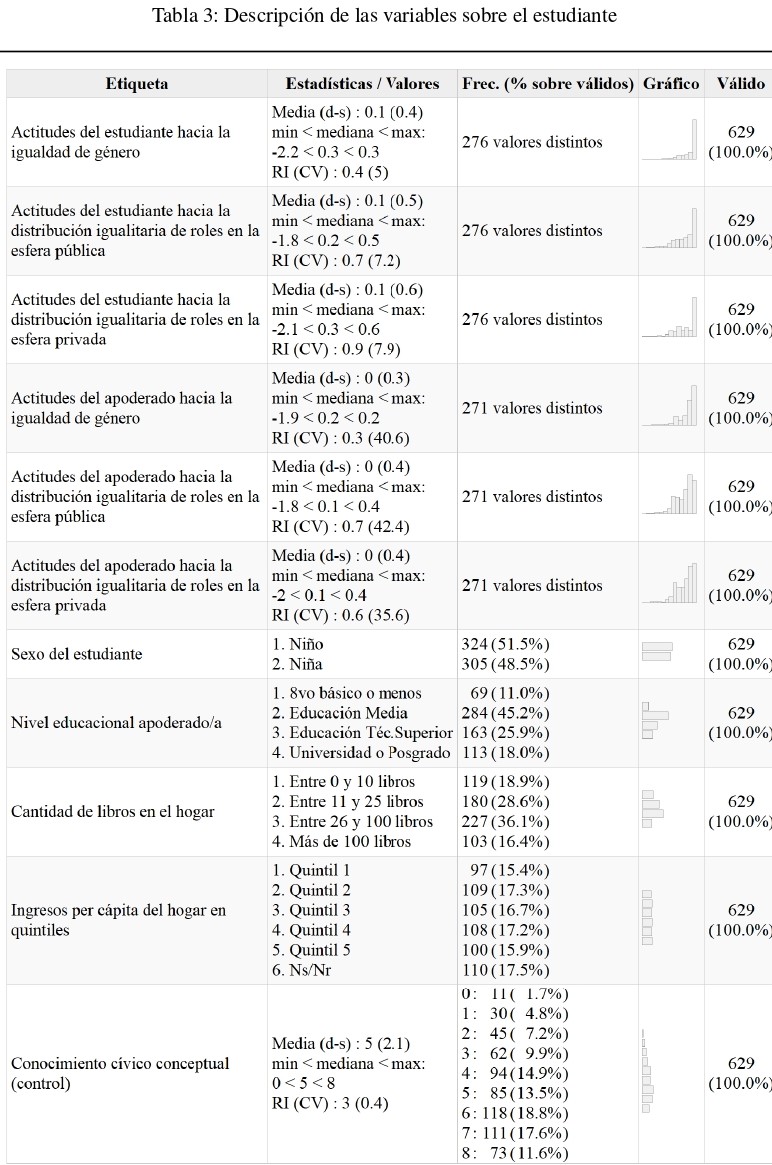 Tabla 3: Descripción de las variables sobre el estudiante
Etiqueta Estadísticas / Valores Frec. (% sobre válidos) Gráfico Válido
Actitudes del estudiante hacia la
igualdad de género
Media (d-s) : 0.1 (0.4)
min < mediana < max:
-2.2 < 0.3 < 0.3
RI (CV) : 0.4 (5)
276 valores distintos
629
(100.0%)
Actitudes del estudiante hacia la
distribución igualitaria de roles en la
esfera pública
Media (d-s) : 0.1 (0.5)
min < mediana < max:
-1.8 < 0.2 < 0.5
RI (CV) : 0.7 (7.2)
276 valores distintos
629
(100.0%)
Actitudes del estudiante hacia la
distribución igualitaria de roles en la
esfera privada
Media (d-s) : 0.1 (0.6)
min < mediana < max:
-2.1 < 0.3 < 0.6
RI (CV) : 0.9 (7.9)
276 valores distintos
629
(100.0%)
Actitudes del apoderado hacia la
igualdad de género
Media (d-s) : 0 (0.3)
min < mediana < max:
-1.9 < 0.2 < 0.2
RI (CV) : 0.3 (40.6)
271 valores distintos
629
(100.0%)
Actitudes del apoderado hacia la
distribución igualitaria de roles en la
esfera pública
Media (d-s) : 0 (0.4)
min < mediana < max:
-1.8 < 0.1 < 0.4
RI (CV) : 0.7 (42.4)
271 valores distintos
629
(100.0%)
Actitudes del apoderado hacia la
distribución igualitaria de roles en la
esfera privada
Media (d-s) : 0 (0.4)
min < mediana < max:
-2 < 0.1 < 0.4
RI (CV) : 0.6 (35.6)
271 valores distintos
629
(100.0%)
Sexo del estudiante
1. Niño
2. Niña
324 (51.5%)
305 (48.5%)
629
(100.0%)
Nivel educacional apoderado/a
1. 8vo básico o menos
2. Educación Media
3. Educación Téc.Superior
4. Universidad o Posgrado
69 (11.0%)
284 (45.2%)
163 (25.9%)
113 (18.0%)
629
(100.0%)
Cantidad de libros en el hogar
1. Entre 0 y 10 libros
2. Entre 11 y 25 libros
3. Entre 26 y 100 libros
4. Más de 100 libros
119 (18.9%)
180 (28.6%)
227 (36.1%)
103 (16.4%)
629
(100.0%)
Ingresos per cápita del hogar en
quintiles
1. Quintil 1
2. Quintil 2
3. Quintil 3
4. Quintil 4
5. Quintil 5
6. Ns/Nr
97 (15.4%)
109 (17.3%)
105 (16.7%)
108 (17.2%)
100 (15.9%)
110 (17.5%)
629
(100.0%)
Conocimiento cívico conceptual
(control)
Media (d-s) : 5 (2.1)
min < mediana < max:
0 < 5 < 8
RI (CV) : 3 (0.4)
0 : 11 ( 1.7%)
1 : 30 ( 4.8%)
2 : 45 ( 7.2%)
3 : 62 ( 9.9%)
4 : 94 (14.9%)
5 : 85 (13.5%)
6 : 118 (18.8%)
7 : 111 (17.6%)
8 : 73 (11.6%)
629
(100.0%)